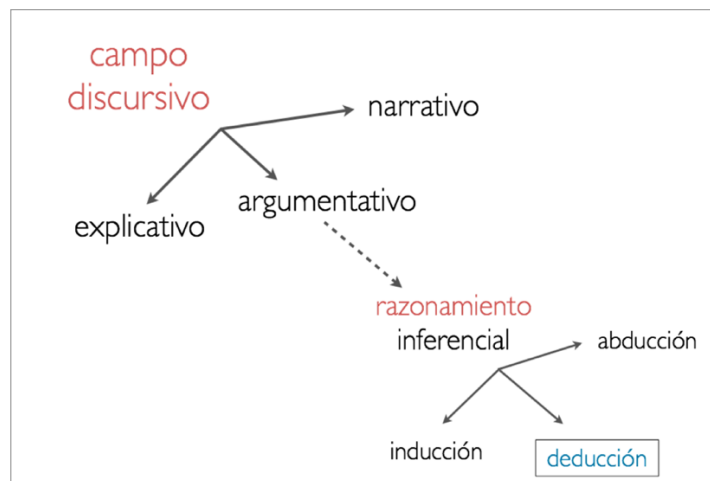 campo
discursivo
narrativo
argumentativo
explicativo
razonamiento
inferencial
abducción
inducción
deducción